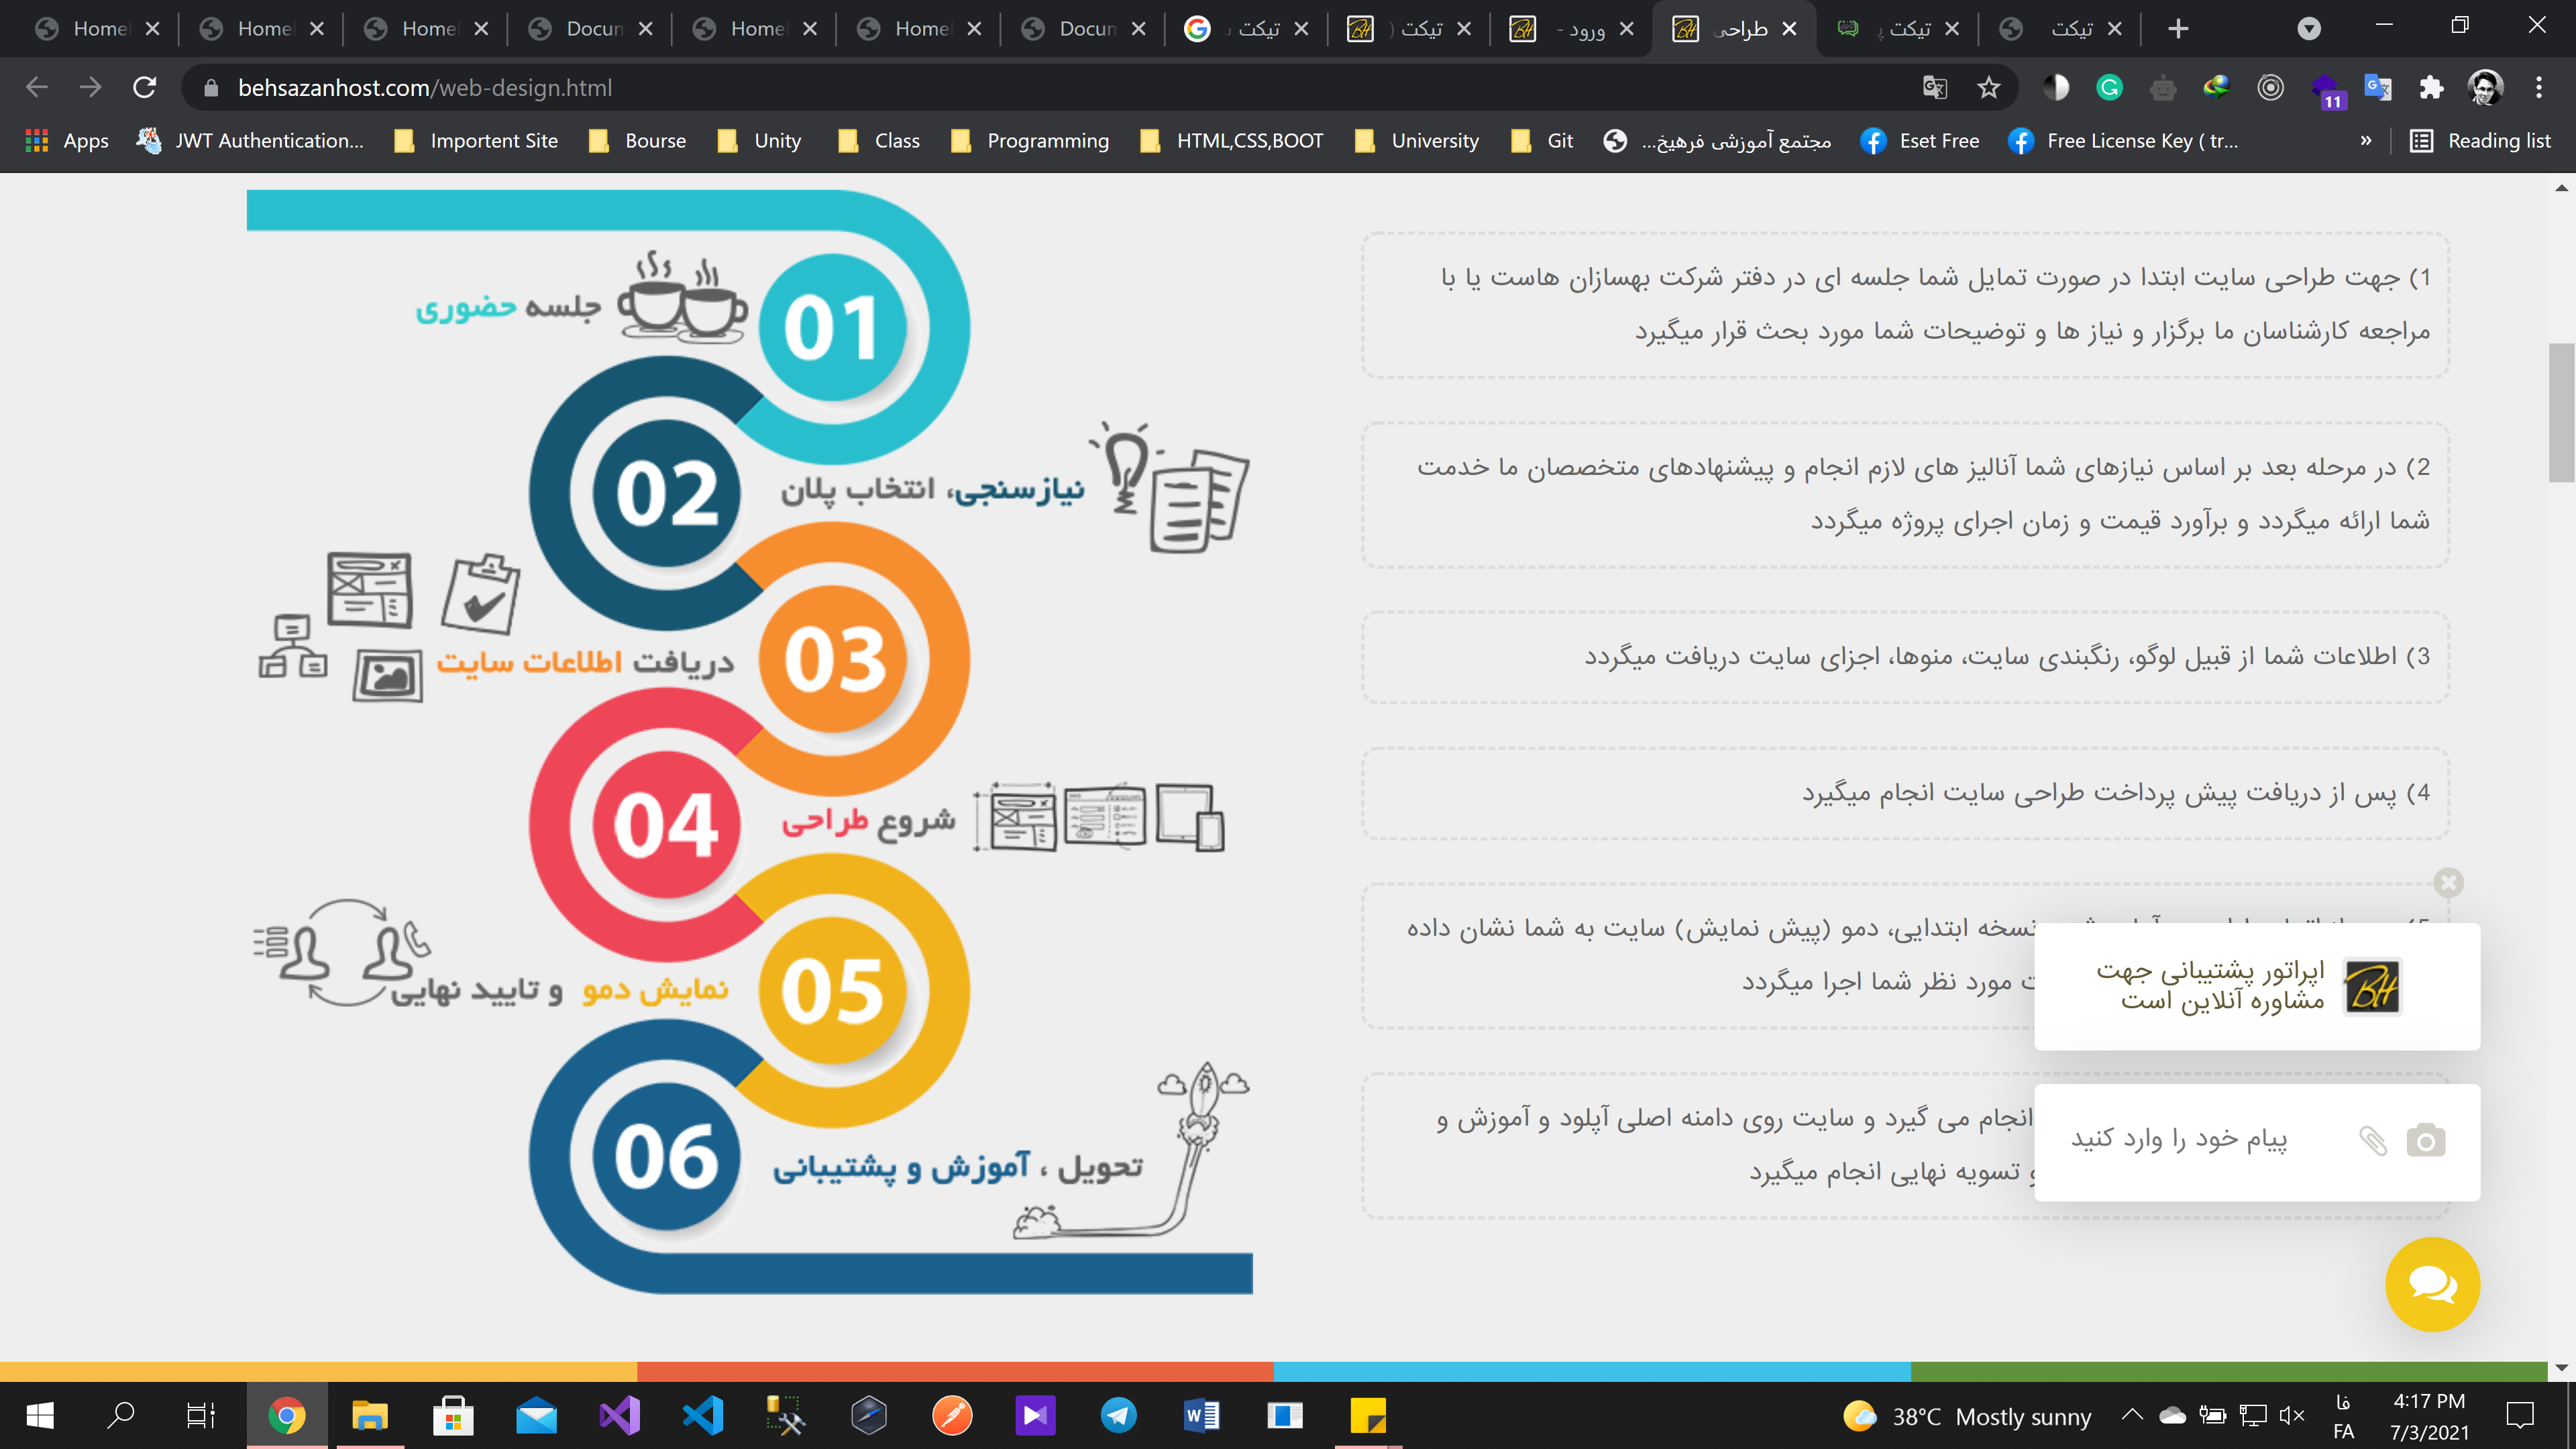 Home
Home
Home
Docun
Home
Home
Docun
تیکت
تیکت
ورود -
طراحی
تیکت
تیکت
behsazanhost.com/web-design.html
11
Apps
JWT Authentication...
Importent Site
Bourse
Unity
Class
Programming
HTML,CSS,BOOT
University
Git
مجتمع آموزشی فرهیخ...
Eset Free
Free License Key ( tr...
»
Reading list
01
جلسه حضوری
02
نیازسنجی، انتخاب پلان
03
دریافت اطلاعات سایت
04
شروع طراحی
05
نمایش دمو و تایید نهایی
06
تحویل ، آموزش و پشتیبانی
1) جهت طراحی سایت ابتدا در صورت تمایل شما جلسه ای در دفتر شرکت بهسازان هاست یا با
مراجعه کارشناسان ما برگزار و نیاز ها و توضیحات شما مورد بحث قرار میگیرد
2) در مرحله بعد بر اساس نیازهای شما آنالیز های لازم انجام و پیشنهادهای متخصصان ما خدمت
شما ارائه میگردد و برآورد قیمت و زمان اجرای پروژه میگردد
3) اطلاعات شما از قبیل لوگو، رنگبندی سایت، منوها، اجزای سایت دریافت میگردد
4) پس از دریافت پیش پرداخت طراحی سایت انجام میگیرد
نسخه ابتدایی، دمو (پیش نمایش) سایت به شما نشان داده
مورد نظر شما اجرا میگردد
انجام می گیرد و سایت روی دامنه اصلی آپلود و آموزش و
و تسویه نهایی انجام میگیرد
اپراتور پشتیبانی جهت
مشاوره آنلاین است
BH
پیام خود را وارد کنید
38°C Mostly sunny
فا
FA
4:17 PM
7/3/2021